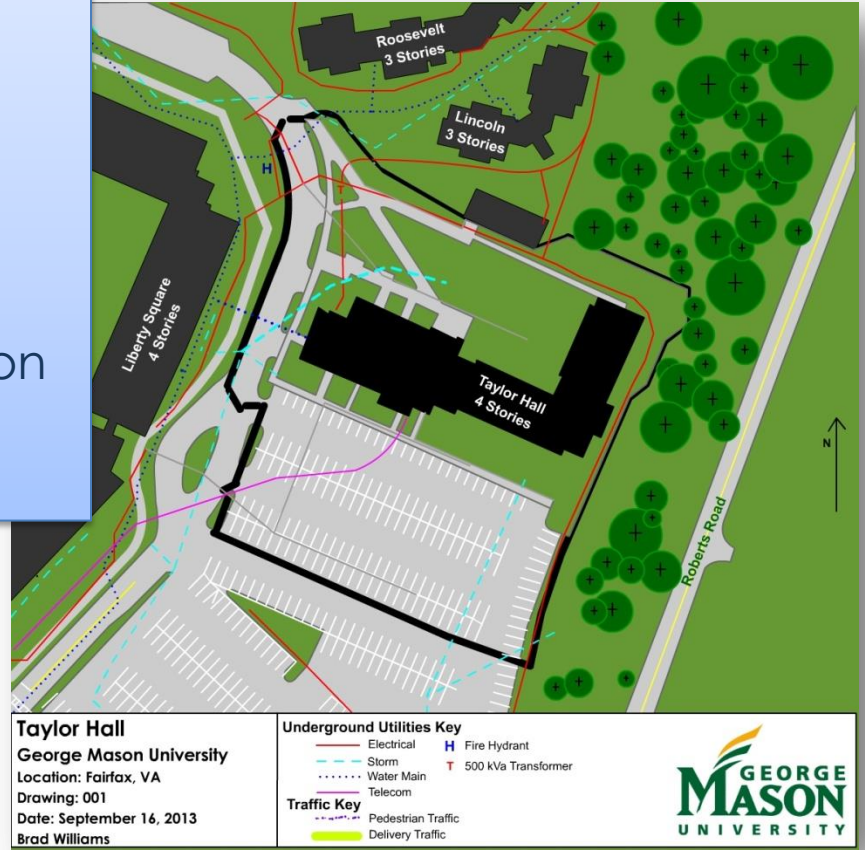 on
Roosevelt
3 Stories
Lincoln
3 Stories
H
T
Liberty Square
4 Stories
Taylor Hall
4 Stories
N
Roberts Road
Taylor Hall
George Mason University
Location: Fairfax, VA
Drawing: 001
Date: September 16, 2013
Brad Williams
Underground Utilities Key
Electrical
Storm
Water Main
Telecom
H Fire Hydrant
T 500 kVa Transformer
Traffic Key
Pedestrian Traffic
Delivery Traffic
GEORGE
MASON
UNIVERSITY